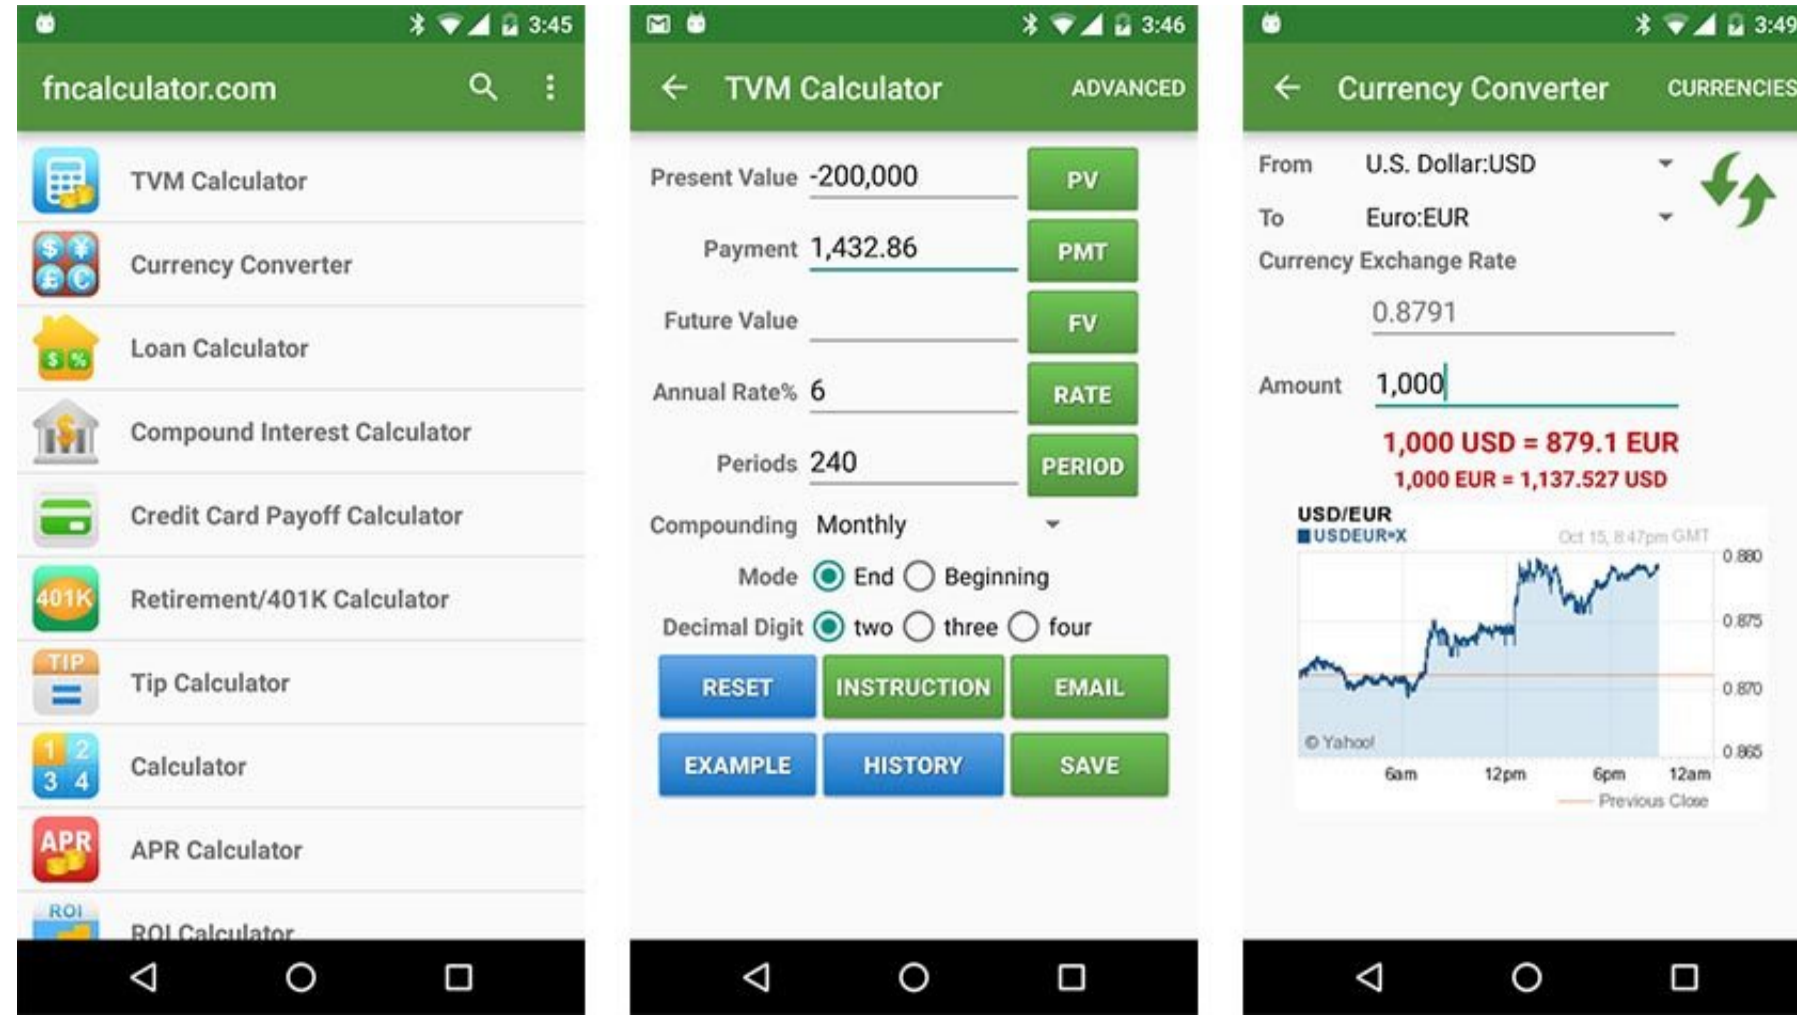 3:45
fncalculator.com
TVM Calculator
$ ¥ £ €
Currency Converter
$ %
Loan Calculator
$
Compound Interest Calculator
Credit Card Payoff Calculator
401K
Retirement/401K Calculator
TIP
Tip Calculator
1 2
3 4
Calculator
APR
APR Calculator
ROI
ROI Calculator
3:46
TVM Calculator ADVANCED
Present Value -200,000 PV
Payment 1,432.86 PMT
Future Value FV
Annual Rate% 6 RATE
Periods 240 PERIOD
Compounding Monthly
Mode End Beginning
Decimal Digit two three four
RESET INSTRUCTION EMAIL
EXAMPLE HISTORY SAVE
3:49
Currency Converter CURRENCIES
From U.S. Dollar:USD
To Euro:EUR
Currency Exchange Rate
0.8791
Amount 1,000
1,000 USD = 879.1 EUR
1,000 EUR = 1,137.527 USD
USD/EUR
USDEUR=X Oct 15, 8:47pm GMT
0.880
0.875
0.870
© Yahoo!
0.865
6am 12pm 6pm 12am
Previous Close